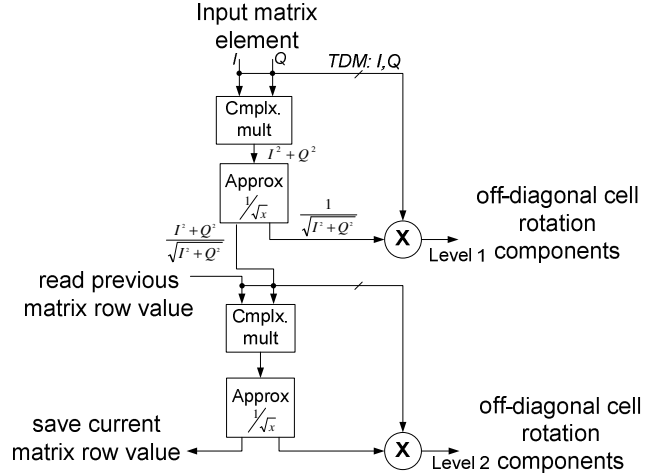 Input matrix
element
I Q TDM: I,Q
Cmplx.
mult
I² + Q²
Approx
1/√x
off-diagonal cell
rotation
components
I² + Q²
√I² + Q²
1
√I² + Q²
X
Level 1
read previous
matrix row value
Cmplx.
mult
Approx
1/√x
save current
matrix row value
X
Level 2
off-diagonal cell
rotation
components